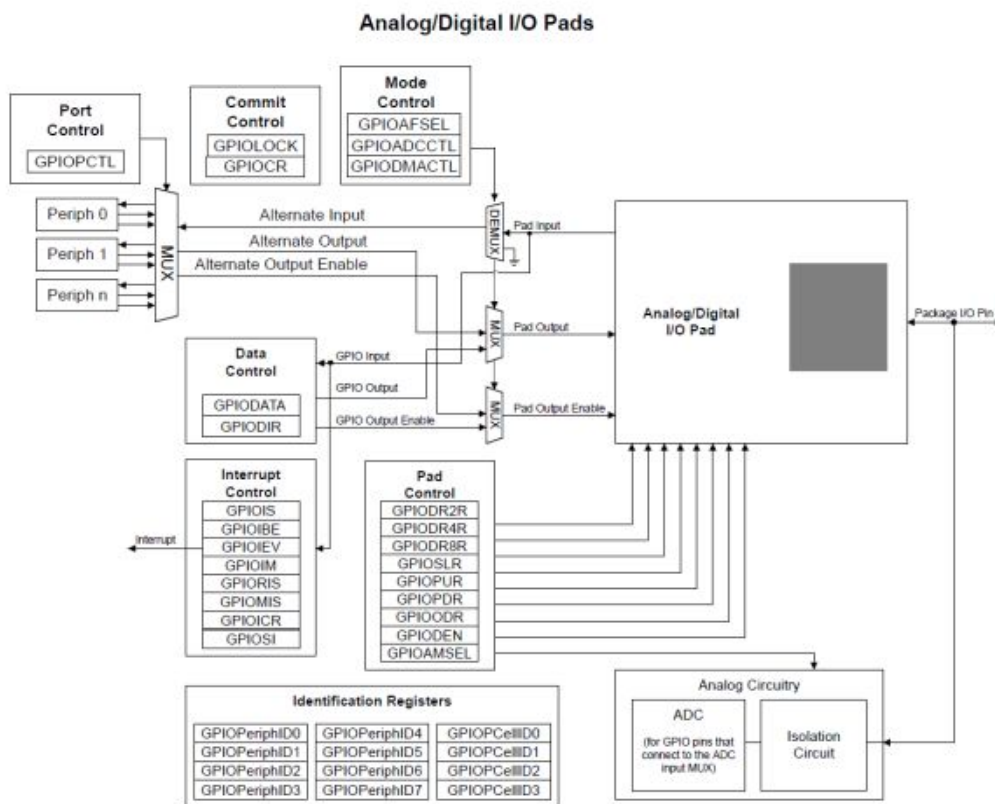 Analog/Digital I/O Pads
Port
Control
GPIOPCTL
Commit
Control
GPIOLOCK
GPIOCR
Mode
Control
GPIOAFSEL
GPIOADCCTL
GPIODMACTL
Periph 0
Periph 1
Periph n
MUX
Alternate Input
Alternate Output
Alternate Output Enable
DEMUX
Pad Input
MUX
Pad Output
MUX
Pad Output Enable
Analog/Digital
I/O Pad
Package I/O Pin
Data
Control
GPIODATA
GPIODIR
GPIO Input
GPIO Output
GPIO Output Enable
Interrupt
Control
GPIOIS
GPIOIBE
GPIOIEV
GPIOIM
GPIORIS
GPIOMIS
GPIOICR
GPIOSI
Interrupt
Pad
Control
GPIODR2R
GPIODR4R
GPIODR8R
GPIOSLR
GPIOPUR
GPIOPDR
GPIOODR
GPIODEN
GPIOAMSEL
Analog Circuitry
ADC
(for GPIO pins that
connect to the ADC
input MUX)
Isolation
Circuit
Identification Registers
GPIOPeriphID0
GPIOPeriphID1
GPIOPeriphID2
GPIOPeriphID3
GPIOPeriphID4
GPIOPeriphID5
GPIOPeriphID6
GPIOPeriphID7
GPIOPCellID0
GPIOPCellID1
GPIOPCellID2
GPIOPCellID3